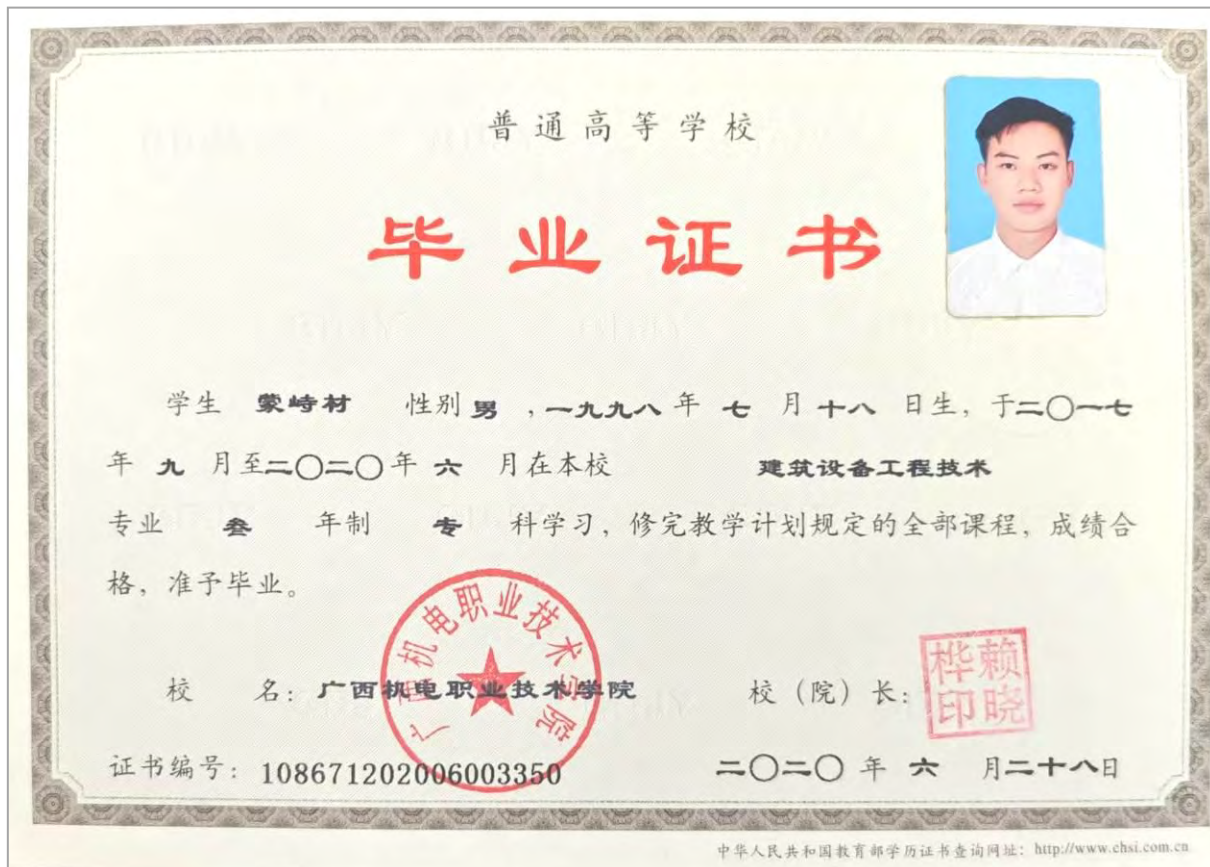 普通高等学校
毕业证书
学生 蒙峙材 性别 男 ，一九九八 年 七 月 十八 日生，于二〇一七
年 九 月至二〇二〇年 六 月在本校 建筑设备工程技术
专业 叁 年制 专 科学习，修完教学计划规定的全部课程，成绩合
格，准予毕业。
广西机电职业技术学院
校 名：广西机电职业技术学院 校（院）长：
赖晓桦印
证书编号：108671202006003350 二〇二〇 年 六 月二十八日
中华人民共和国教育部学历证书查询网址：http://www.chsi.com.cn